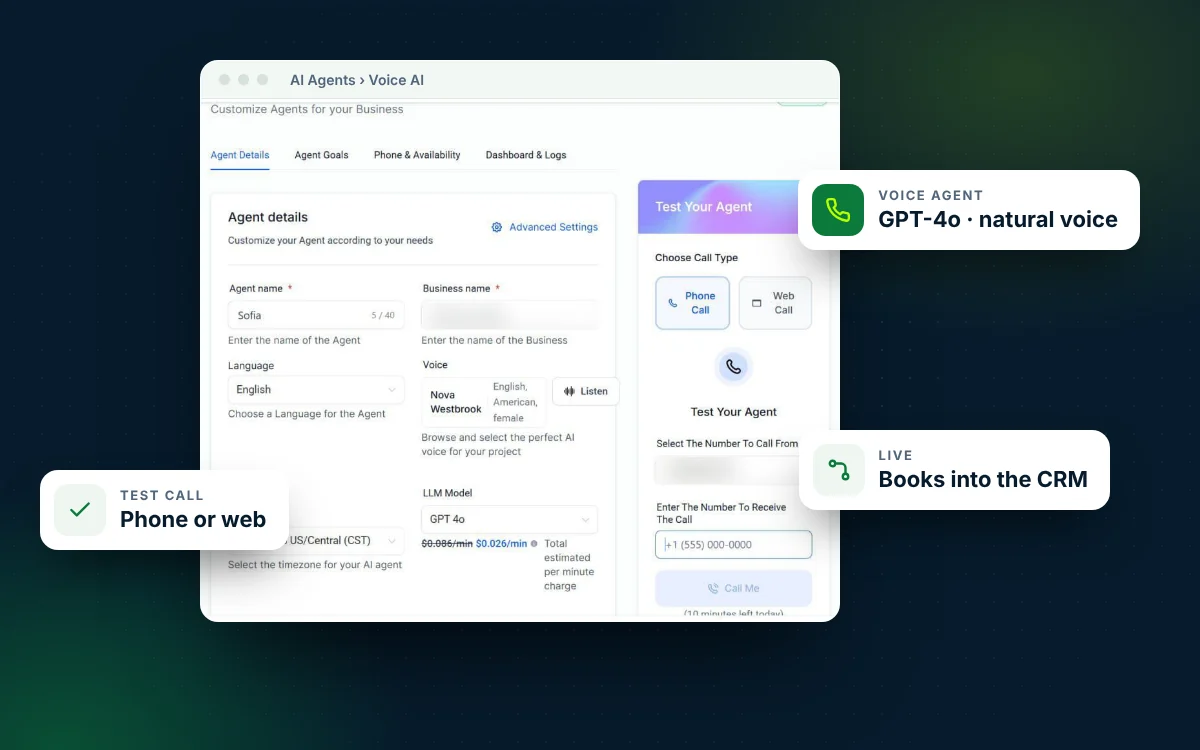 AI Agents › Voice AI
Customize Agents for your Business
Agent Details
Agent Goals
Phone & Availability
Dashboard & Logs
Agent details
Customize your Agent according to your needs
Advanced Settings
Agent name *
Sofia
5 / 40
Enter the name of the Agent
Business name *
Enter the name of the Business
Language
English
Choose a Language for the Agent
Voice
Nova
Westbrook
English,
American,
female
Listen
Browse and select the perfect AI
voice for your project
LLM Model
GPT 4o
$0.086/min $0.026/min
Total
estimated
per minute
charge
US/Central (CST)
Select the timezone for your AI agent
Test Your Agent
Choose Call Type
Phone
Call
Web
Call
Test Your Agent
Select The Number To Call From
Enter The Number To Receive
The Call
+1 (555) 000-0000
Call Me
(10 minutes left today)
VOICE AGENT
GPT-4o · natural voice
LIVE
Books into the CRM
TEST CALL
Phone or web